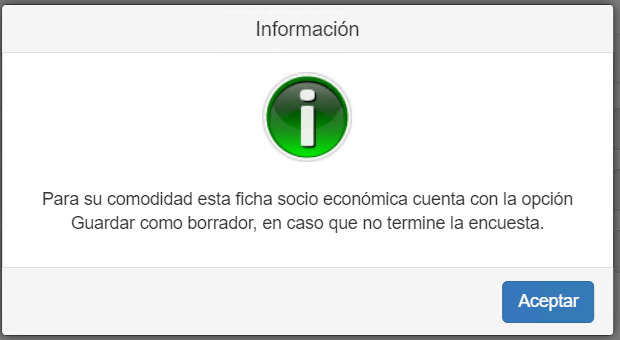 Información
Para su comodidad esta ficha socio económica cuenta con la opción
Guardar como borrador, en caso que no termine la encuesta.
Aceptar